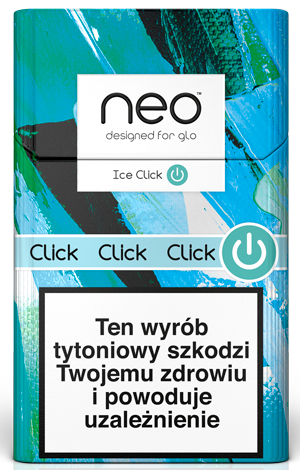 neo™
designed for glo
Ice Click
Click Click Click
Ten wyrób
tytoniowy szkodzi
Twojemu zdrowiu
i powoduje
uzależnienie